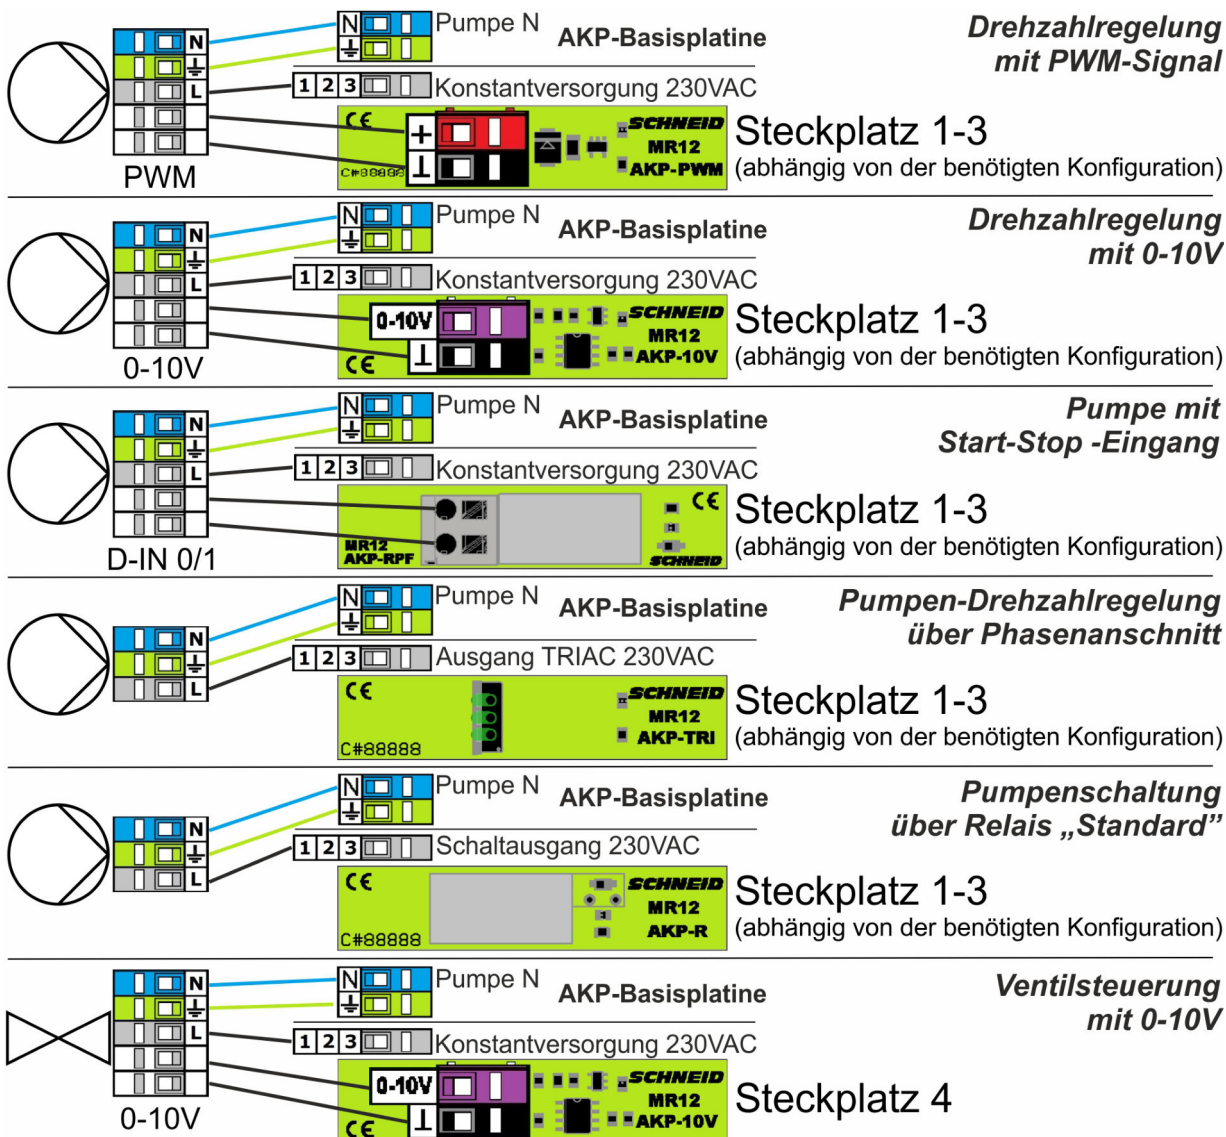 N Pumpe N AKP-Basisplatine
Drehzahlregelung
mit PWM-Signal
N
L
1 2 3 Konstantversorgung 230VAC
PWM
+
C€
C#88888
SCHNEID
MR12
AKP-PWM
Steckplatz 1-3
(abhängig von der benötigten Konfiguration)
N Pumpe N AKP-Basisplatine
Drehzahlregelung
mit 0-10V
N
L
1 2 3 Konstantversorgung 230VAC
0-10V
0-10V
C€
SCHNEID
MR12
AKP-10V
Steckplatz 1-3
(abhängig von der benötigten Konfiguration)
N Pumpe N AKP-Basisplatine
Pumpe mit
Start-Stop -Eingang
N
L
1 2 3 Konstantversorgung 230VAC
D-IN 0/1
MR12
AKP-RPF
C€
SCHNEID
Steckplatz 1-3
(abhängig von der benötigten Konfiguration)
N Pumpe N AKP-Basisplatine
Pumpen-Drehzahlregelung
über Phasenanschnitt
N
L
1 2 3 Ausgang TRIAC 230VAC
C€
C#88888
SCHNEID
MR12
AKP-TRI
Steckplatz 1-3
(abhängig von der benötigten Konfiguration)
N Pumpe N AKP-Basisplatine
Pumpenschaltung
über Relais „Standard”
N
L
1 2 3 Schaltausgang 230VAC
C€
C#88888
SCHNEID
MR12
AKP-R
Steckplatz 1-3
(abhängig von der benötigten Konfiguration)
N Pumpe N AKP-Basisplatine
Ventilsteuerung
mit 0-10V
N
L
1 2 3 Konstantversorgung 230VAC
0-10V
0-10V
C€
SCHNEID
MR12
AKP-10V
Steckplatz 4